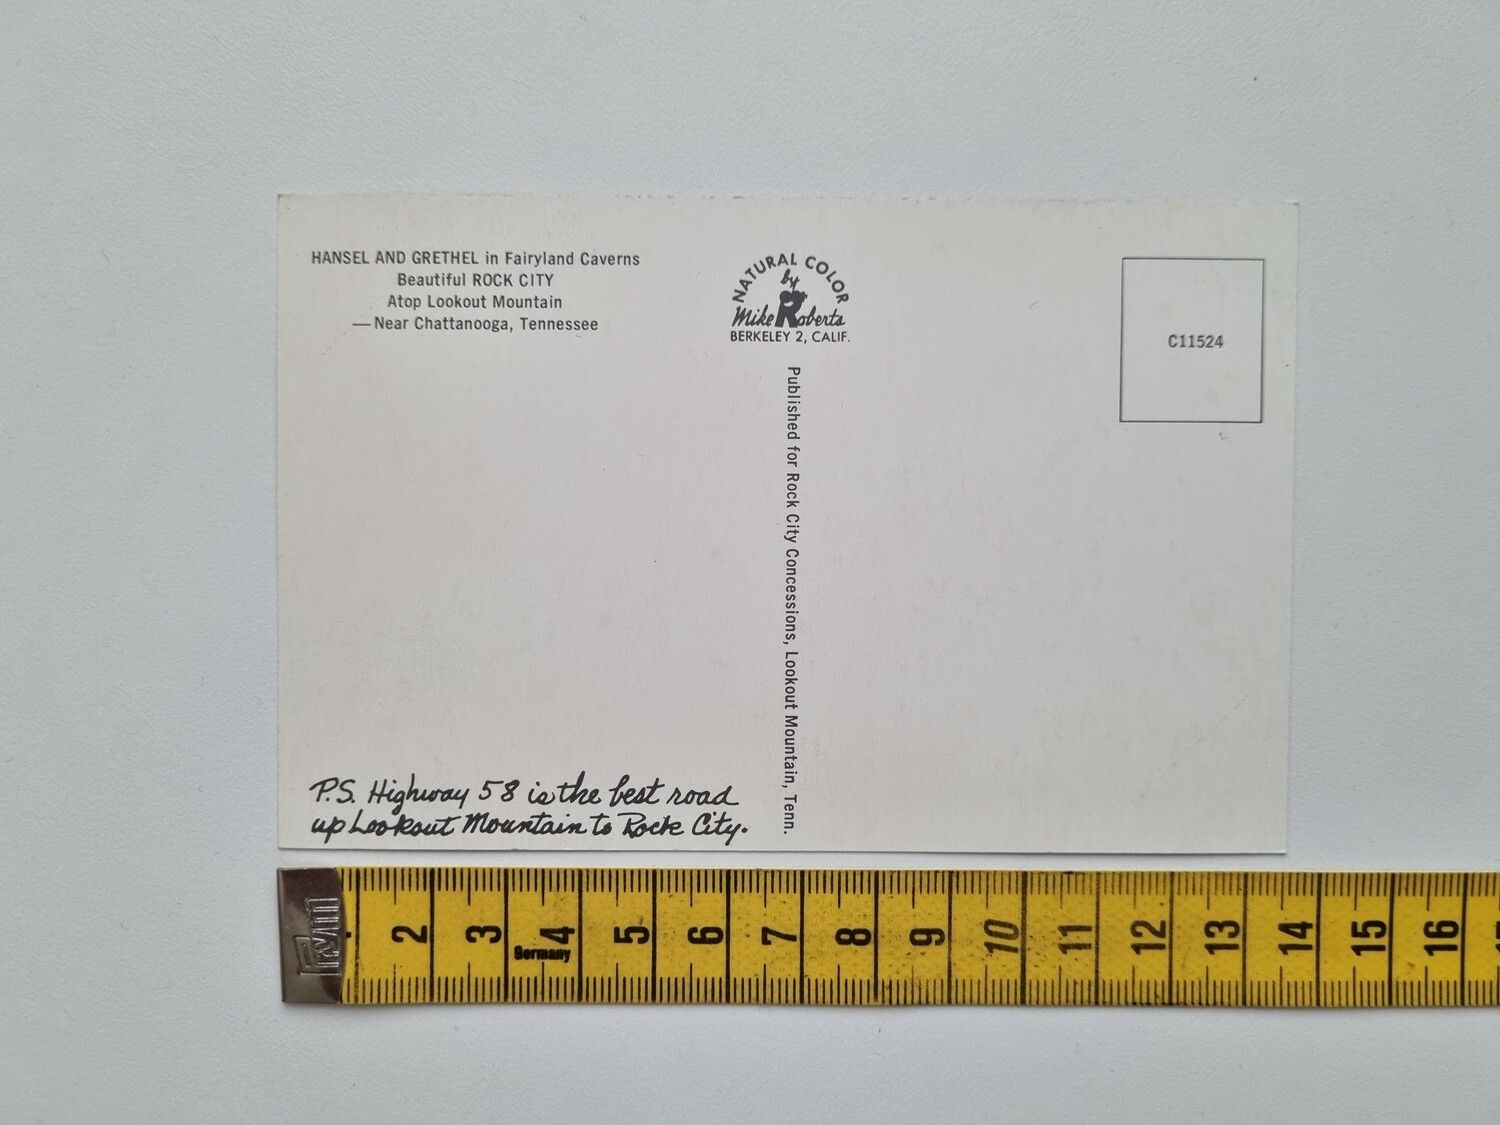 HANSEL AND GRETHEL in Fairyland Caverns
Beautiful ROCK CITY
Atop Lookout Mountain
—Near Chattanooga, Tennessee
NATURAL COLOR
by
Mike Roberts
BERKELEY 2, CALIF.
C11524
Published for Rock City Concessions, Lookout Mountain, Tenn.
P.S. Highway 58 is the best road
up Lookout Mountain to Rock City.
Prym
1 2 3 4 5 6 7 8 9 10 11 12 13 14 15 16
Germany